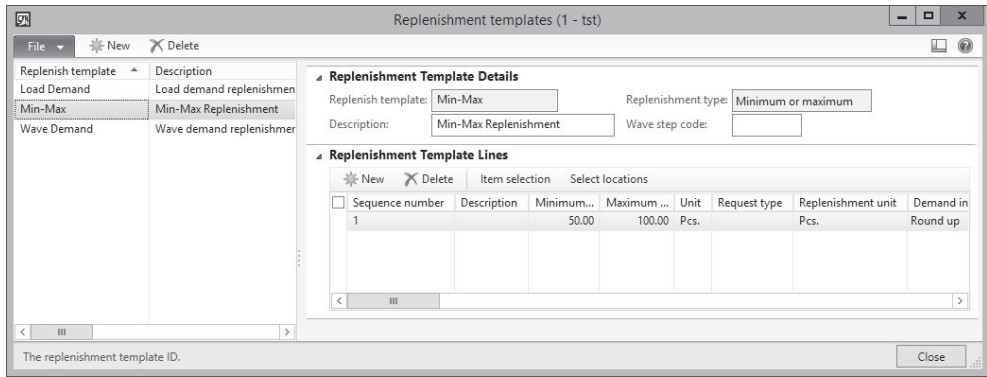 Replenishment templates (1 - tst)
File New Delete
Replenish template Description
Load Demand Load demand replenishmen
Min-Max Min-Max Replenishment
Wave Demand Wave demand replenishmer
Replenishment Template Details
Replenish template: Min-Max Replenishment type: Minimum or maximum
Description: Min-Max Replenishment Wave step code:
Replenishment Template Lines
New Delete Item selection Select locations
Sequence number Description Minimum... Maximum ... Unit Request type Replenishment unit Demand in
1 50.00 100.00 Pcs. Pcs. Round up
The replenishment template ID. Close